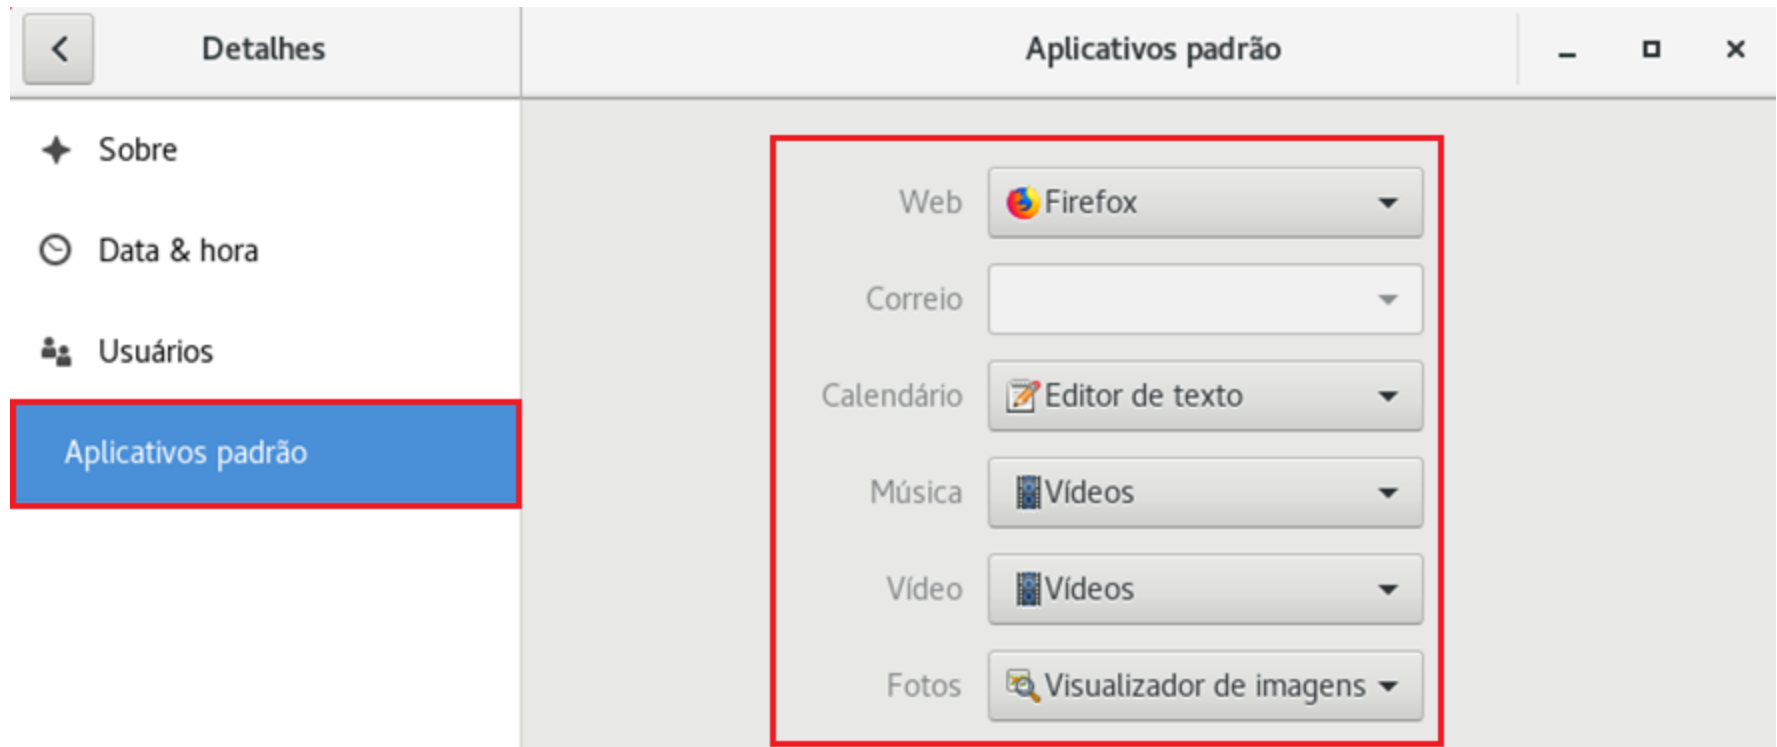 Detalhes
Aplicativos padrão
Sobre
Data & hora
Usuários
Aplicativos padrão
Web Firefox
Correio
Calendário Editor de texto
Música Vídeos
Vídeo Vídeos
Fotos Visualizador de imagens